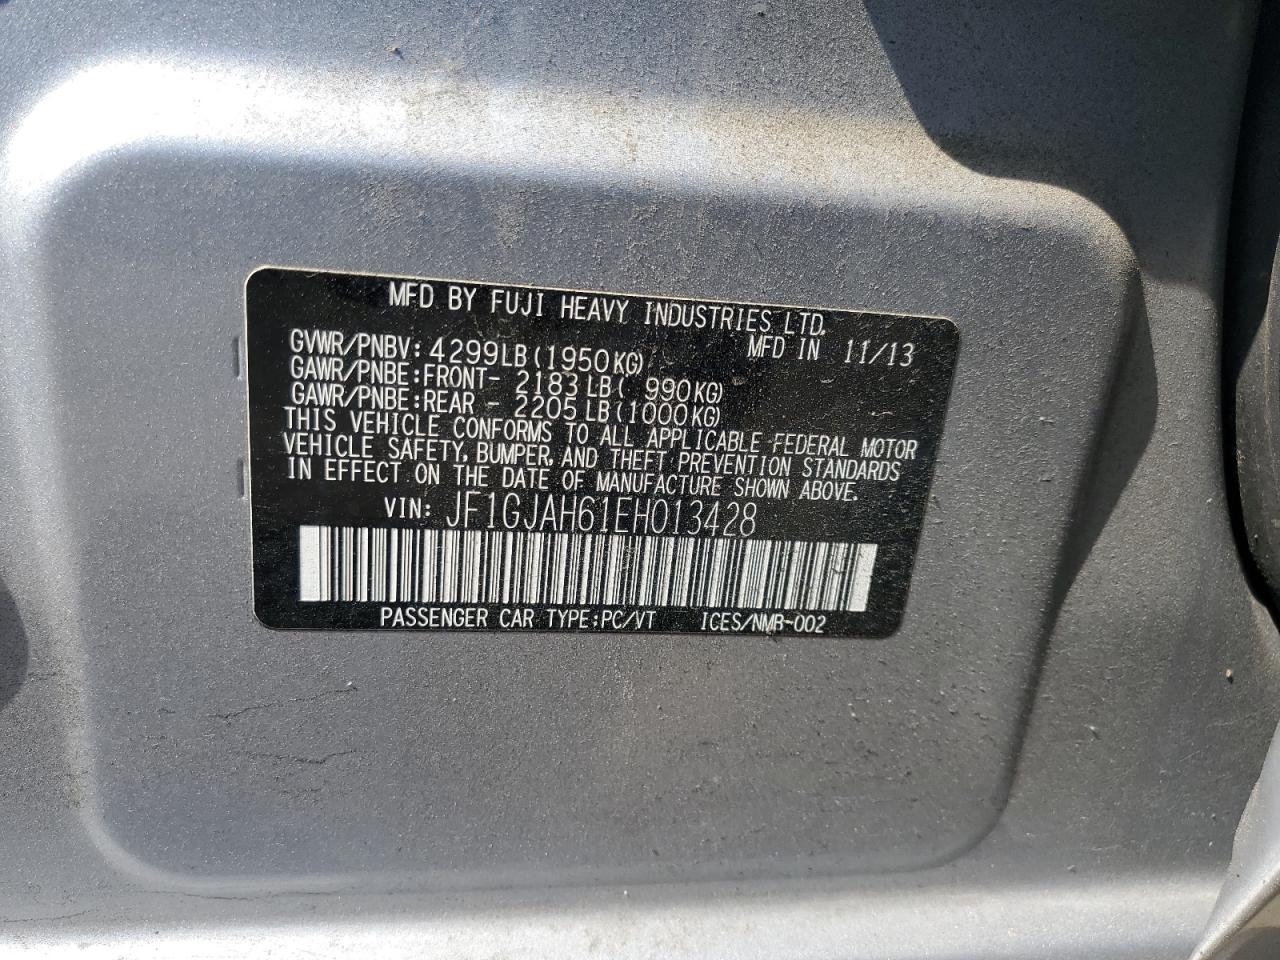 MFD. BY FUJI HEAVY INDUSTRIES LTD.
GVWR/PNBV: 4299LB(1950KG) MFD IN 11/13
GAWR/PNBE:FRONT- 2183LB( 990KG)
GAWR/PNBE:REAR - 2205LB(1000KG)
THIS VEHICLE CONFORMS TO ALL APPLICABLE FEDERAL MOTOR
VEHICLE SAFETY, BUMPER, AND THEFT PREVENTION STANDARDS
IN EFFECT ON THE DATE OF MANUFACTURE SHOWN ABOVE.
VIN: JF1GJAH61EH013428
PASSENGER CAR TYPE:PC/VT ICES/NMB-002